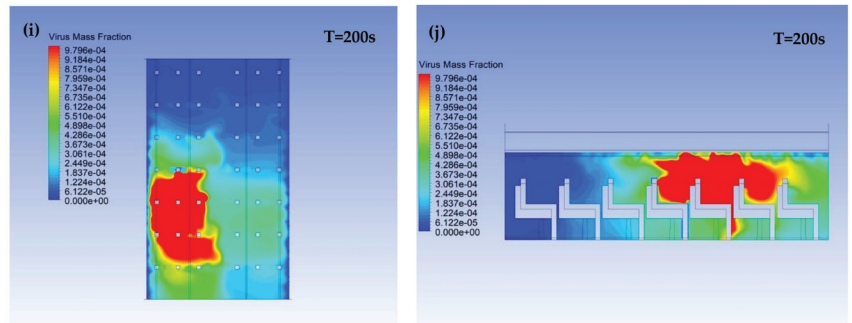 (i)
T=200s
Virus Mass Fraction
9.796e-04
9.184e-04
8.571e-04
7.959e-04
7.347e-04
6.735e-04
6.122e-04
5.510e-04
4.898e-04
4.286e-04
3.673e-04
3.061e-04
2.449e-04
1.837e-04
1.224e-04
6.122e-05
0.000e+00
(j)
T=200s
Virus Mass Fraction
9.796e-04
9.184e-04
8.571e-04
7.959e-04
7.347e-04
6.735e-04
6.122e-04
5.510e-04
4.898e-04
4.286e-04
3.673e-04
3.061e-04
2.449e-04
1.837e-04
1.224e-04
6.122e-05
0.000e+00